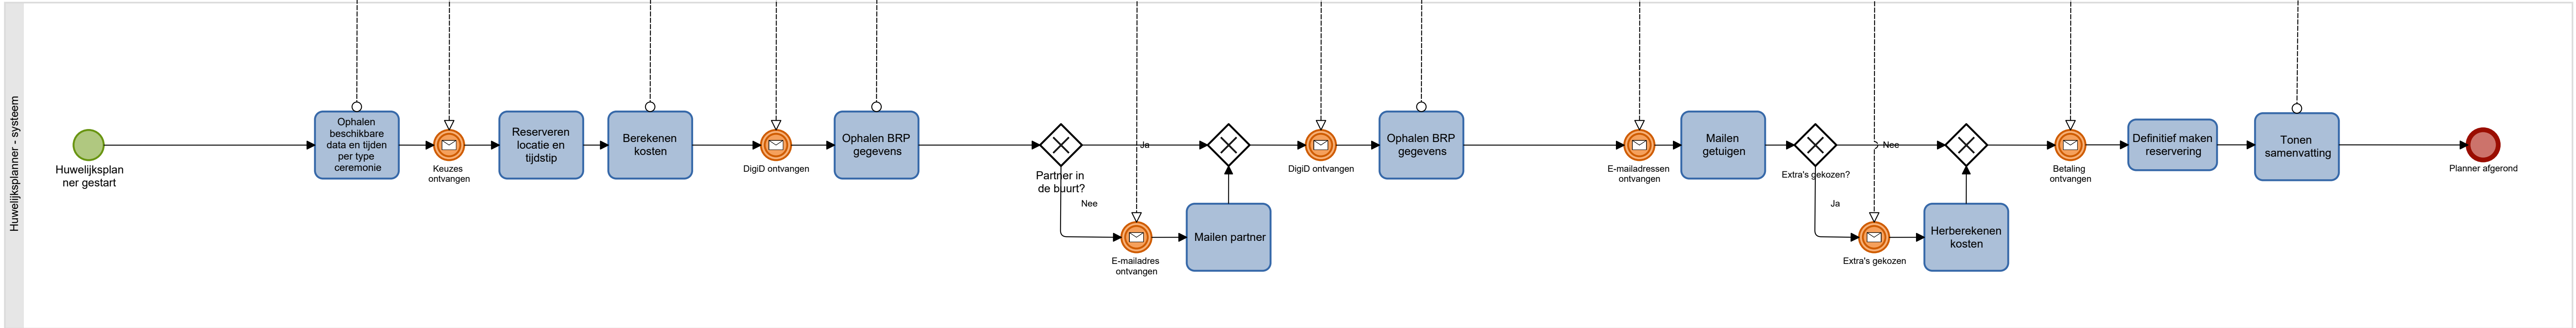 Huwelijksplanner - systeem
Huwelijksplan
ner gestart
Ophalen
beschikbare
data en tijden
per type
ceremonie
Keuzes
ontvangen
Reserveren
locatie en
tijdstip
Berekenen
kosten
DigiD ontvangen
Ophalen BRP
gegevens
Partner in
de buurt?
Ja
Nee
E-mailadres
ontvangen
Mailen partner
DigiD ontvangen
Ophalen BRP
gegevens
E-mailadressen
ontvangen
Mailen
getuigen
Extra's gekozen?
Nee
Ja
Extra's gekozen
Herberekenen
kosten
Betaling
ontvangen
Definitief maken
reservering
Tonen
samenvatting
Planner afgerond